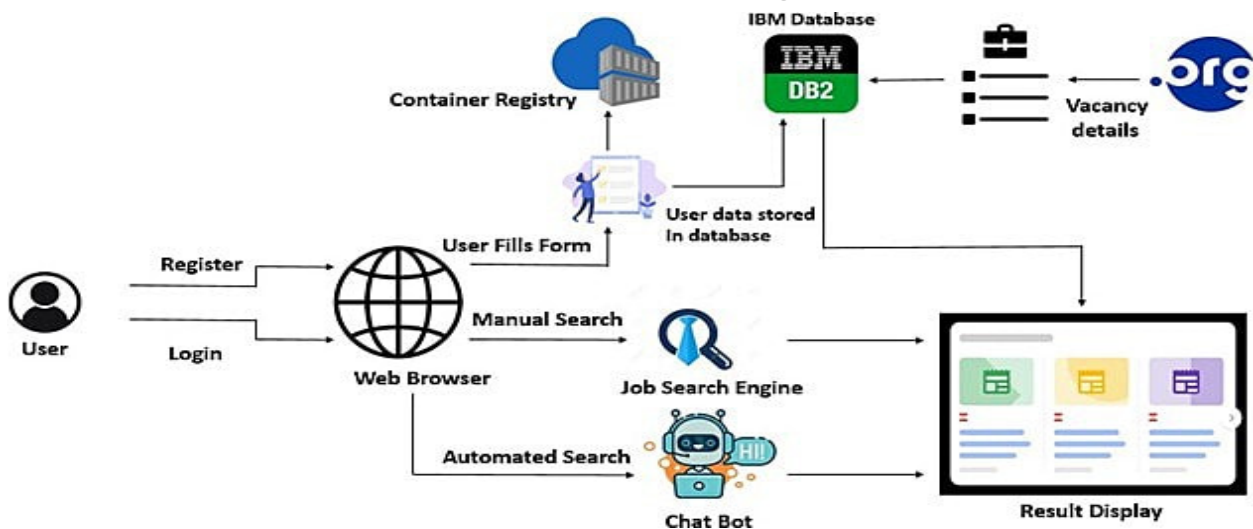 IBM Database
IBM
DB2
.org
Container Registry
Vacancy
details
User data stored
In database
User Fills Form
Register
Manual Search
User
Login
Web Browser
Job Search Engine
HI!
Automated Search
Chat Bot
Result Display